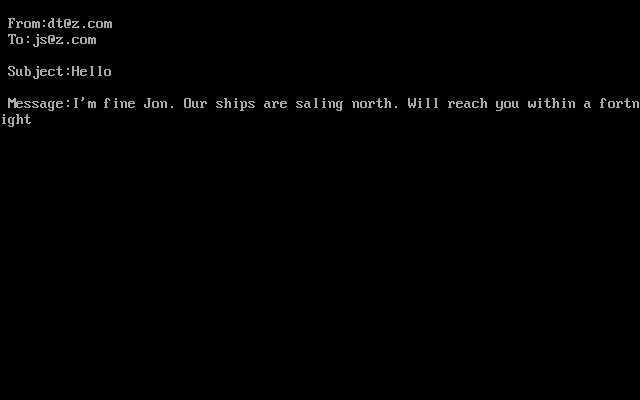 From:dt@z.com
To:js@z.com
Subject:Hello
Message:I'm fine Jon. Our ships are saling north. Will reach you within a fortn
ight